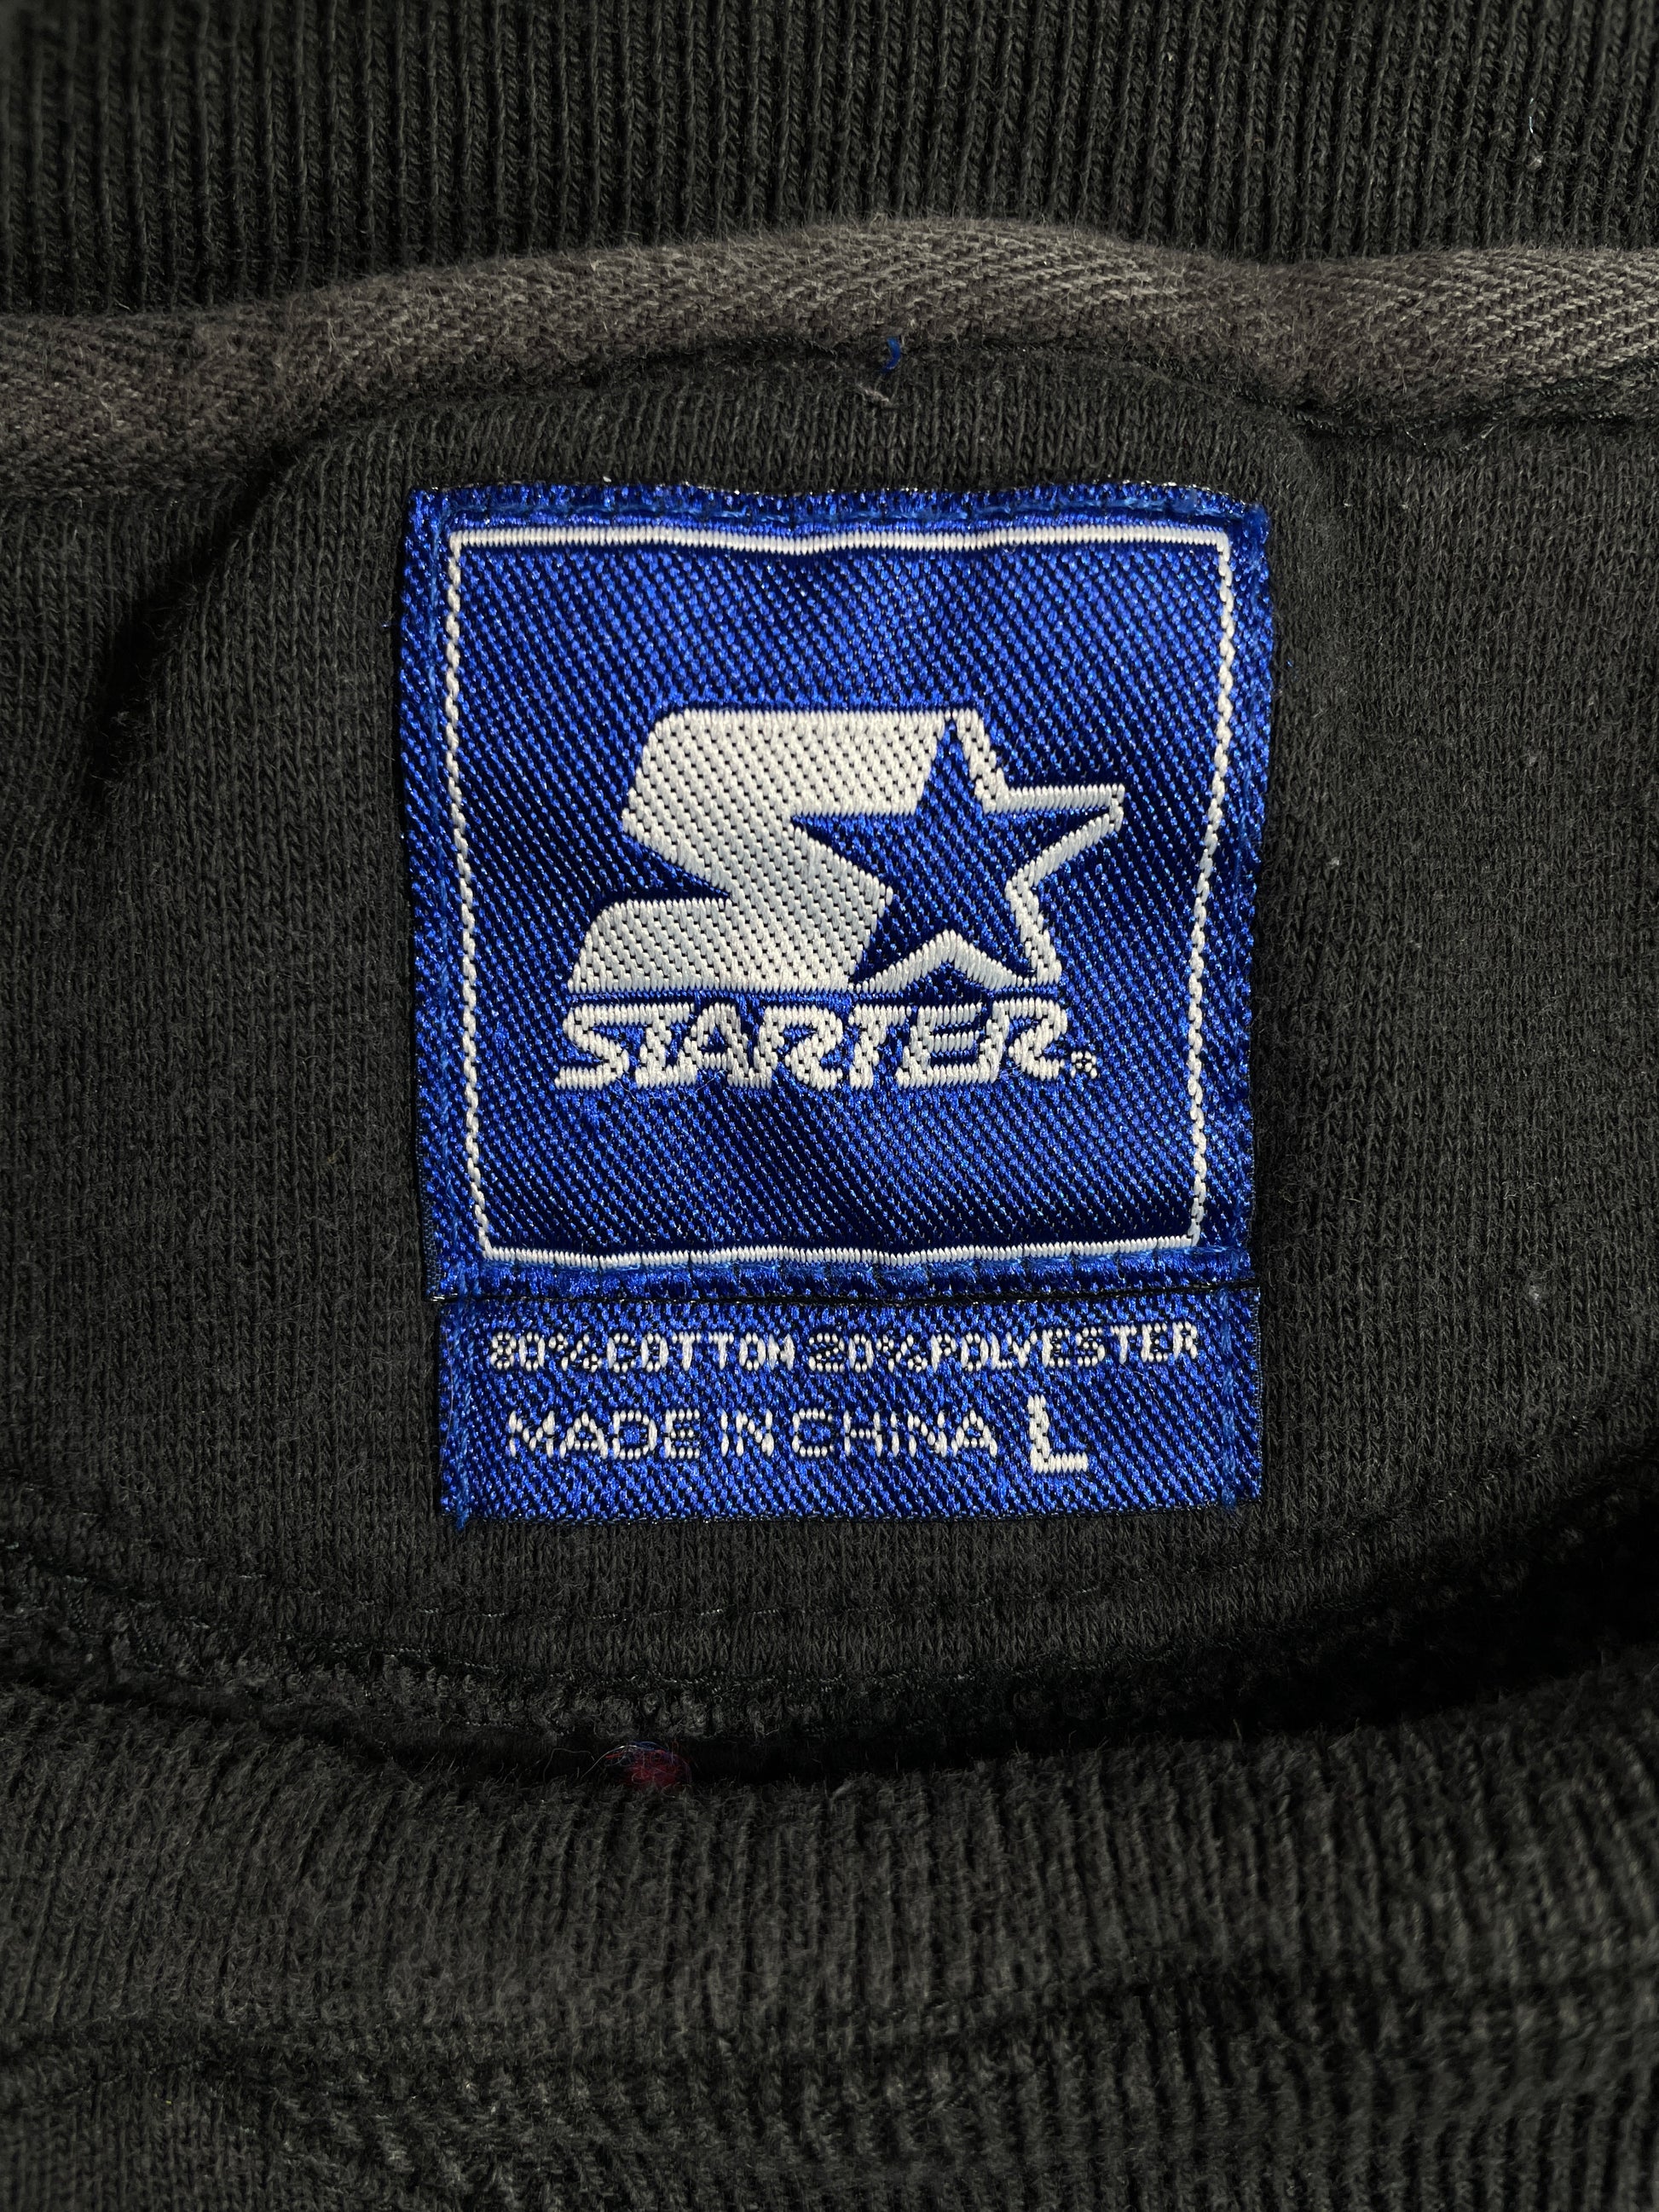 STARTER®
80% COTTON 20% POLYESTER
MADE IN CHINA L